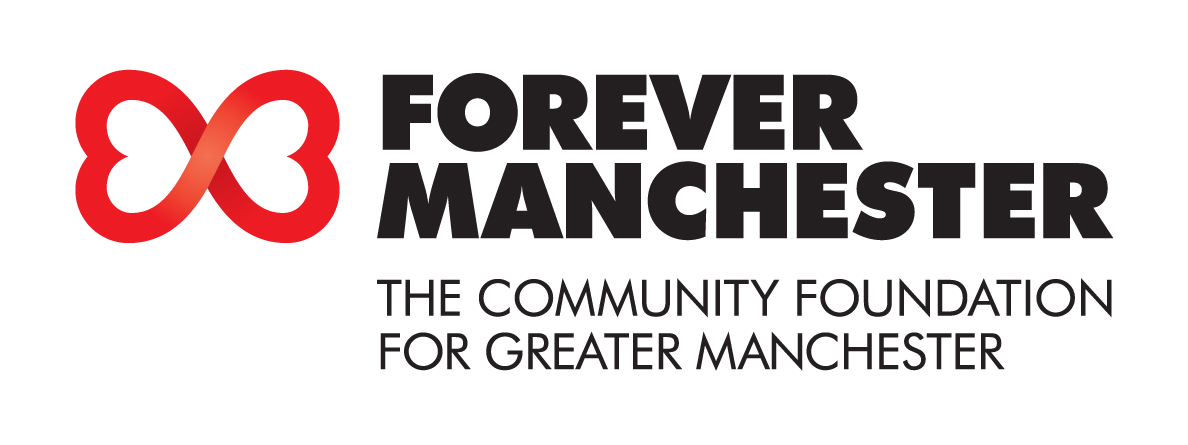 FOREVER
MANCHESTER
THE COMMUNITY FOUNDATION
FOR GREATER MANCHESTER